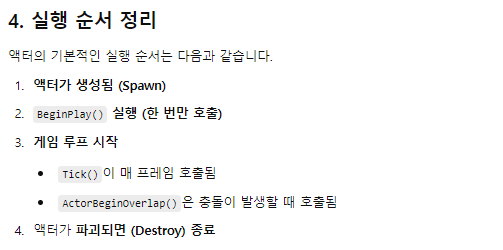 4. 실행 순서 정리
액터의 기본적인 실행 순서는 다음과 같습니다.
1. 액터가 생성됨 (Spawn)
2. BeginPlay() 실행 (한 번만 호출)
3. 게임 루프 시작
• Tick()이 매 프레임 호출됨
• ActorBeginOverlap()은 충돌이 발생할 때 호출됨
4. 액터가 파괴되면 (Destroy) 종료